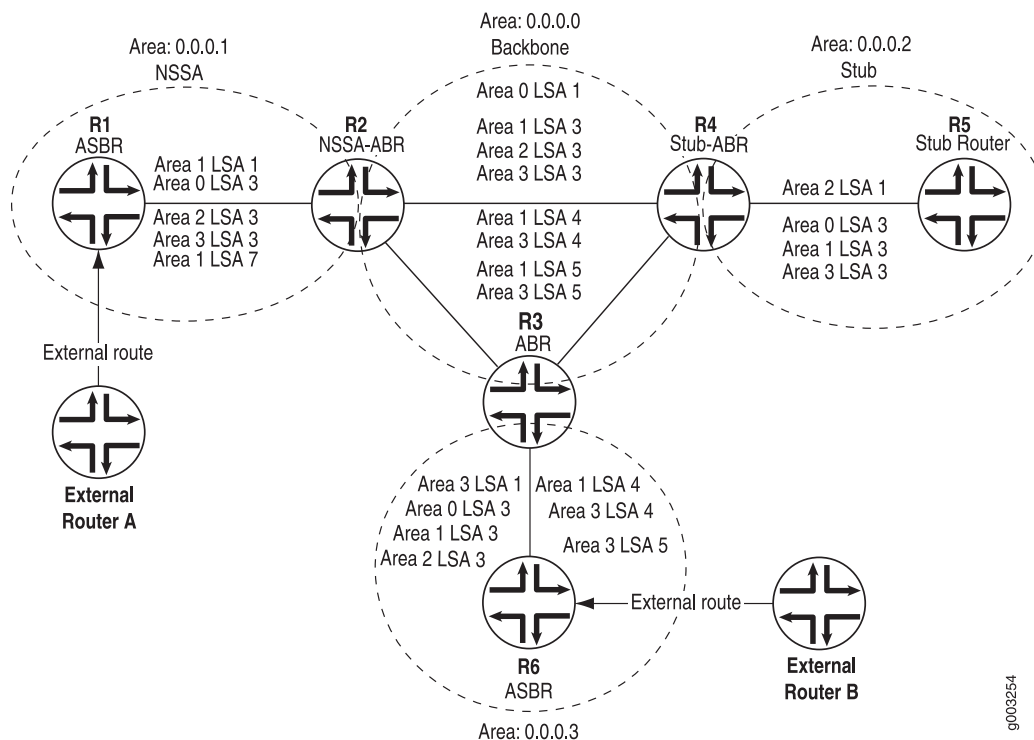 Area: 0.0.0.0
Backbone
Area: 0.0.0.1
NSSA
Area: 0.0.0.2
Stub
Area 0 LSA 1
Area 1 LSA 3
Area 2 LSA 3
Area 3 LSA 3
R1
ASBR
R2
NSSA-ABR
R4
Stub-ABR
R5
Stub Router
Area 1 LSA 1
Area 0 LSA 3
Area 2 LSA 3
Area 3 LSA 3
Area 1 LSA 7
Area 1 LSA 4
Area 3 LSA 4
Area 1 LSA 5
Area 3 LSA 5
Area 2 LSA 1
Area 0 LSA 3
Area 1 LSA 3
Area 3 LSA 3
R3
ABR
External route
External
Router A
Area 3 LSA 1
Area 0 LSA 3
Area 1 LSA 3
Area 2 LSA 3
Area 1 LSA 4
Area 3 LSA 4
Area 3 LSA 5
External route
R6
ASBR
External
Router B
Area: 0.0.0.3
g003254